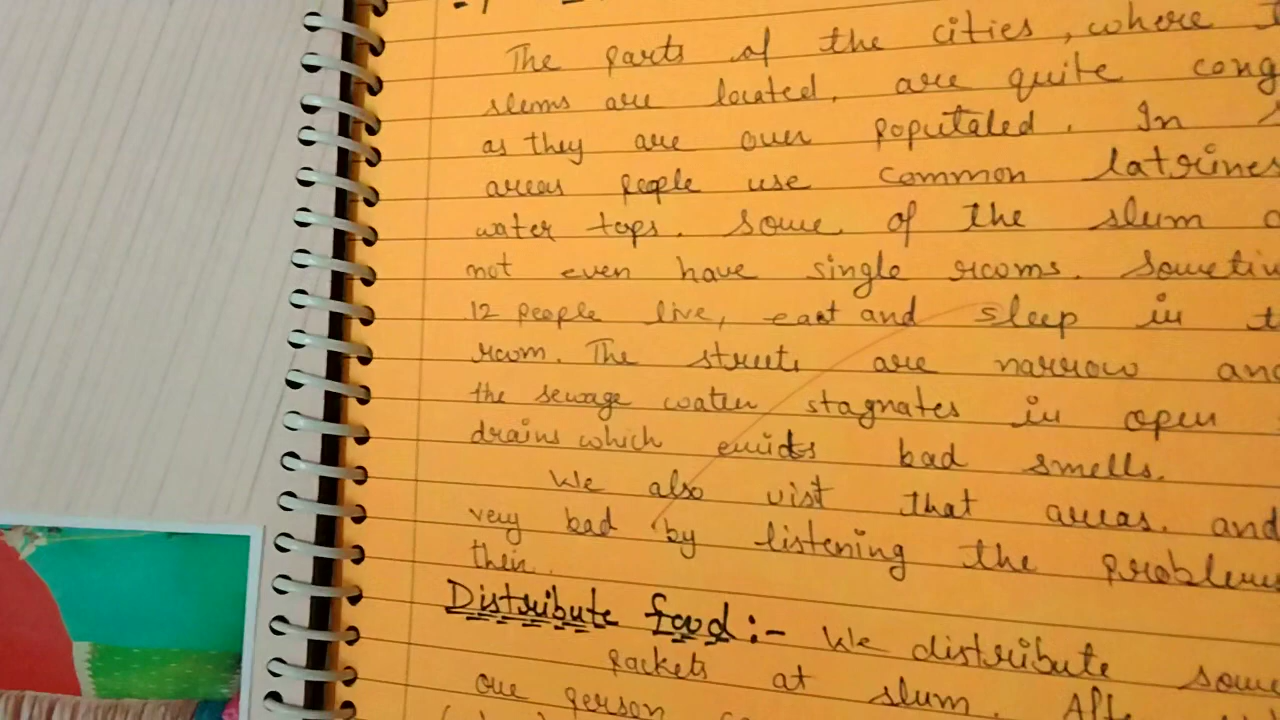 The parts of the cities, where
slums are located, are quite cong
as they are over populated. In
areas people use common latrines
water taps. Some of the slum
not even have single rooms. Sometim
12 people live, eat and sleep in t
room. The streets are narrow and
the sewage water stagnates in open
drains which emids bad smells.
We also vist that areas. and
very bad by listening the problems
their.
Distribute food:- We distribute some
packets at slum. Aft
one person